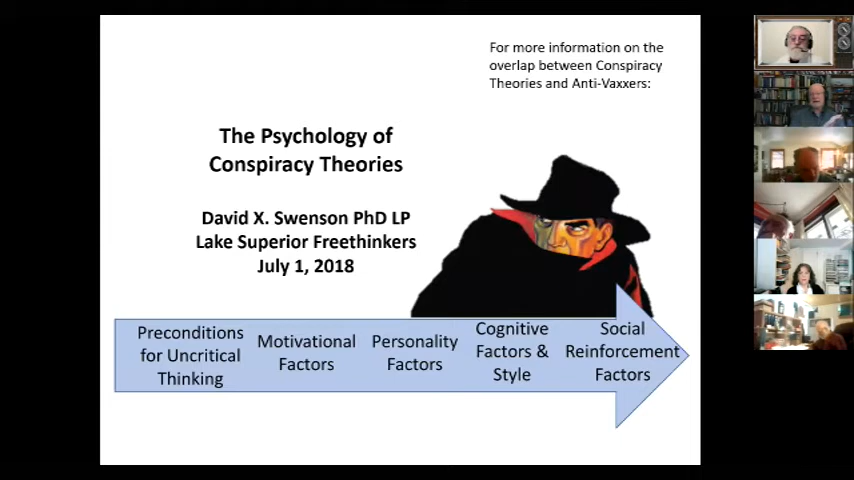 For more information on the
overlap between Conspiracy
Theories and Anti-Vaxxers:
The Psychology of
Conspiracy Theories
David X. Swenson PhD LP
Lake Superior Freethinkers
July 1, 2018
Preconditions
for Uncritical
Thinking
Motivational
Factors
Personality
Factors
Cognitive
Factors &
Style
Social
Reinforcement
Factors